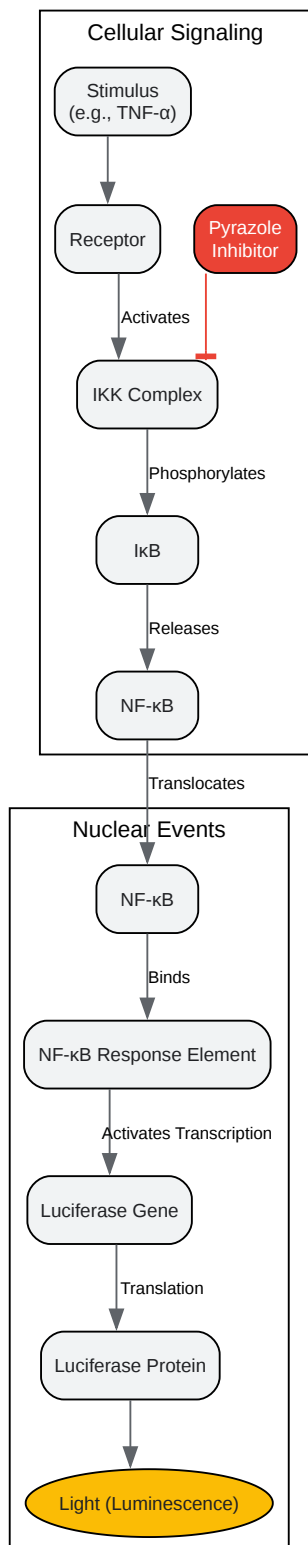 Cellular Signaling
Stimulus
(e.g., TNF-α)
Receptor
Pyrazole
Inhibitor
Activates
IKK Complex
Phosphorylates
IκB
Releases
NF-κB
Translocates
Nuclear Events
NF-κB
Binds
NF-κB Response Element
Activates Transcription
Luciferase Gene
Translation
Luciferase Protein
Light (Luminescence)